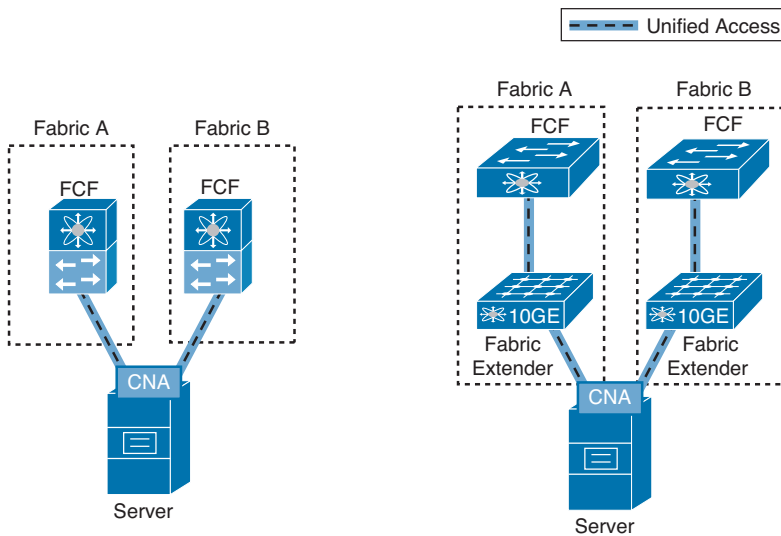 Unified Access
Fabric A
Fabric B
FCF
FCF
CNA
Server
Fabric A
Fabric B
FCF
FCF
10GE
10GE
Fabric
Extender
Fabric
Extender
CNA
Server